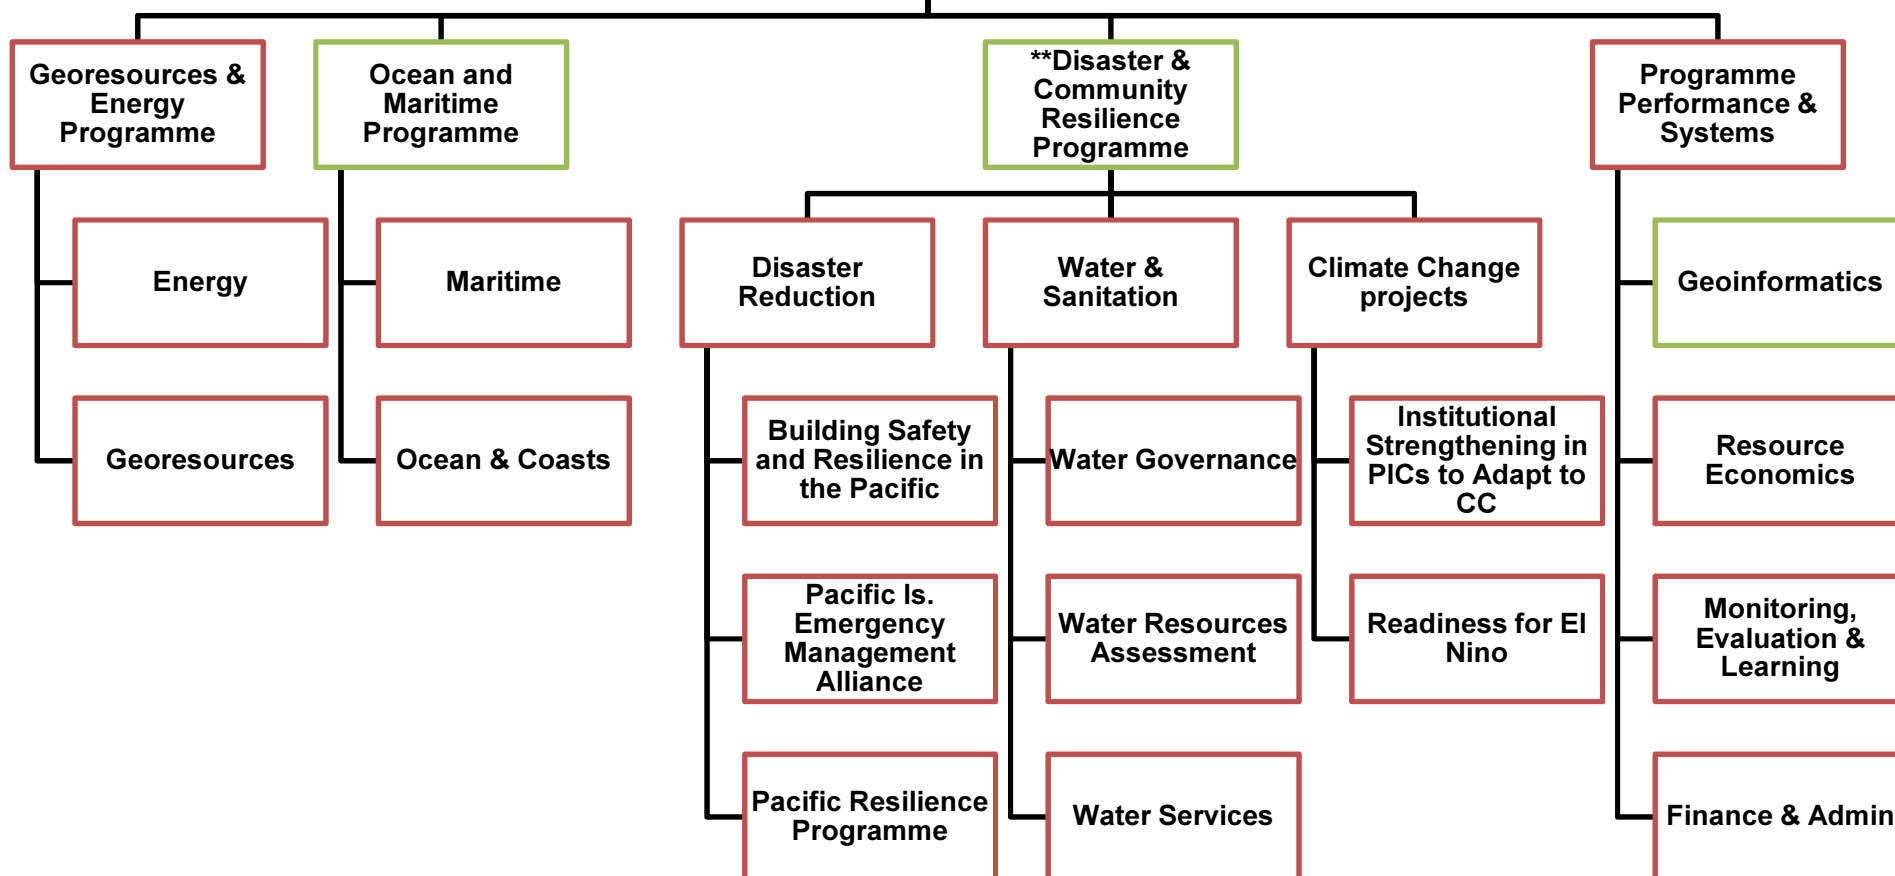 Georesources &
Energy
Programme
Ocean and
Maritime
Programme
**Disaster &
Community
Resilience
Programme
Programme
Performance &
Systems
Energy
Maritime
Disaster
Reduction
Water &
Sanitation
Climate Change
projects
Geoinformatics
Georesources
Ocean & Coasts
Building Safety
and Resilience in
the Pacific
Water Governance
Institutional
Strengthening in
PICs to Adapt to
CC
Resource
Economics
Pacific Is.
Emergency
Management
Alliance
Water Resources
Assessment
Readiness for El
Nino
Monitoring,
Evaluation &
Learning
Pacific Resilience
Programme
Water Services
Finance & Admin